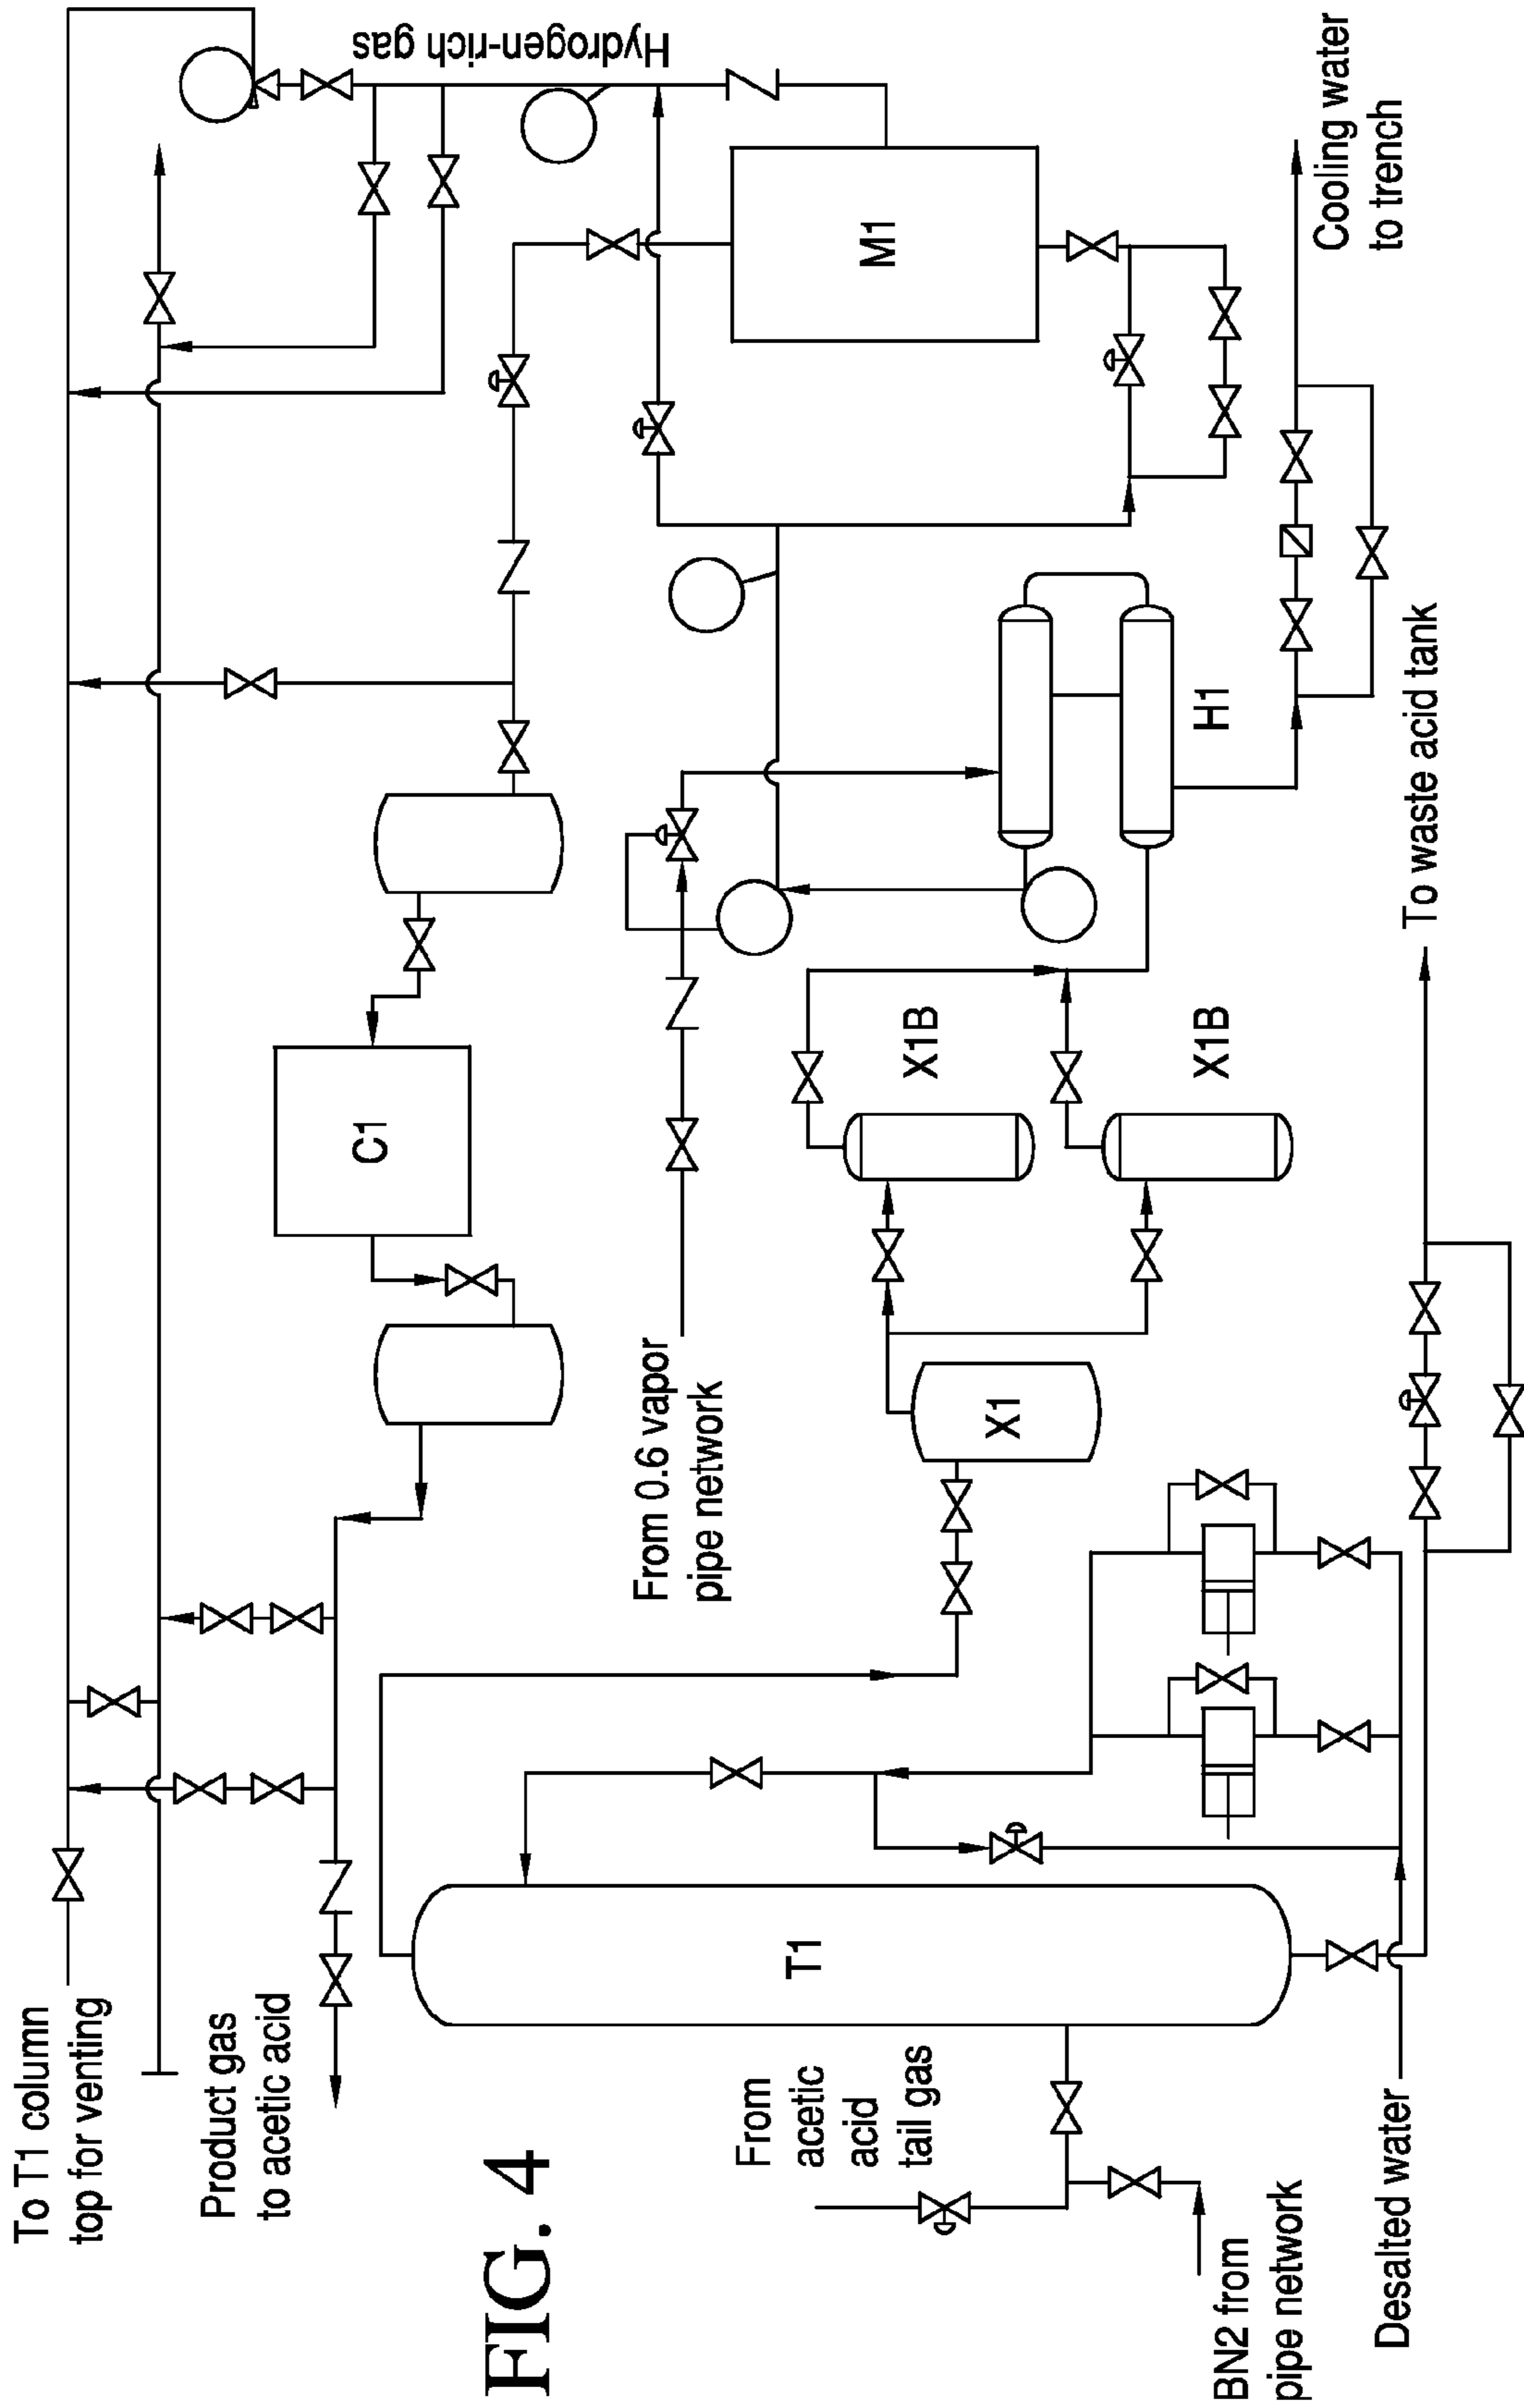 To T1 column
top for venting
Product gas
to acetic acid
FIG. 4
From
acetic
acid
tail gas
BN2 from
pipe network
Desalted water
T1
From 0.6 vapor
pipe network
X1
C1
X1B
X1B
H1
To waste acid tank
M1
Hydrogen-rich gas
Cooling water
to trench